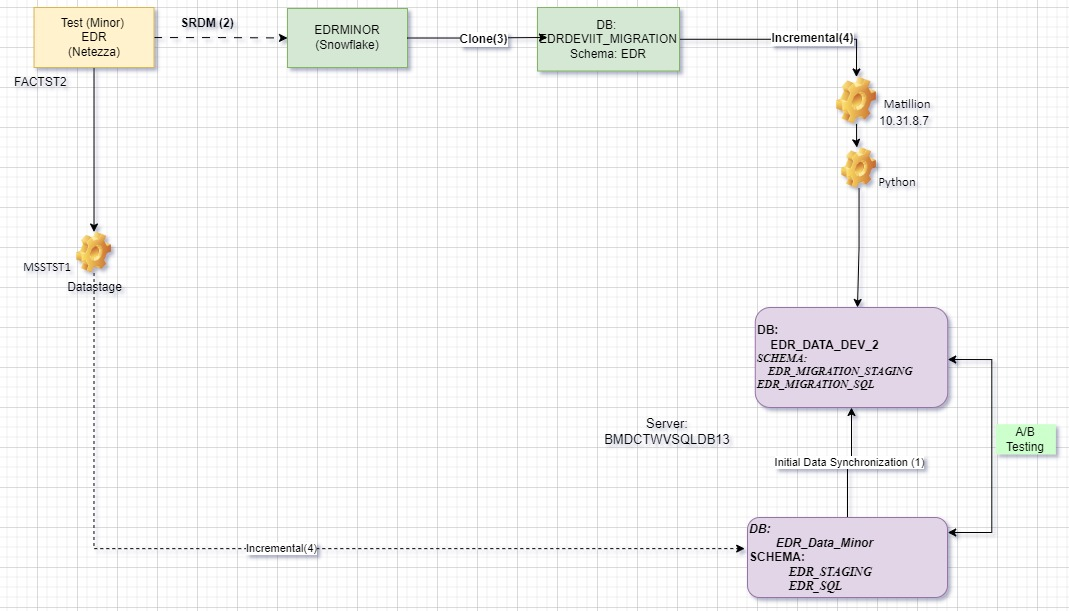 Test (Minor)
EDR
(Netezza)
SRDM (2)
EDRMINOR
(Snowflake)
Clone(3)
DB:
EDRDEVIIT_MIGRATION
Schema: EDR
Incremental(4)
FACTST2
Matillion
10.31.8.7
Python
MSSTST1
Datastage
DB:
EDR_DATA_DEV_2
SCHEMA:
EDR_MIGRATION_STAGING
EDR_MIGRATION_SQL
Server:
BMDCTWVSQLDB13
A/B
Testing
Initial Data Synchronization (1)
Incremental(4)
DB:
EDR_Data_Minor
SCHEMA:
EDR_STAGING
EDR_SQL